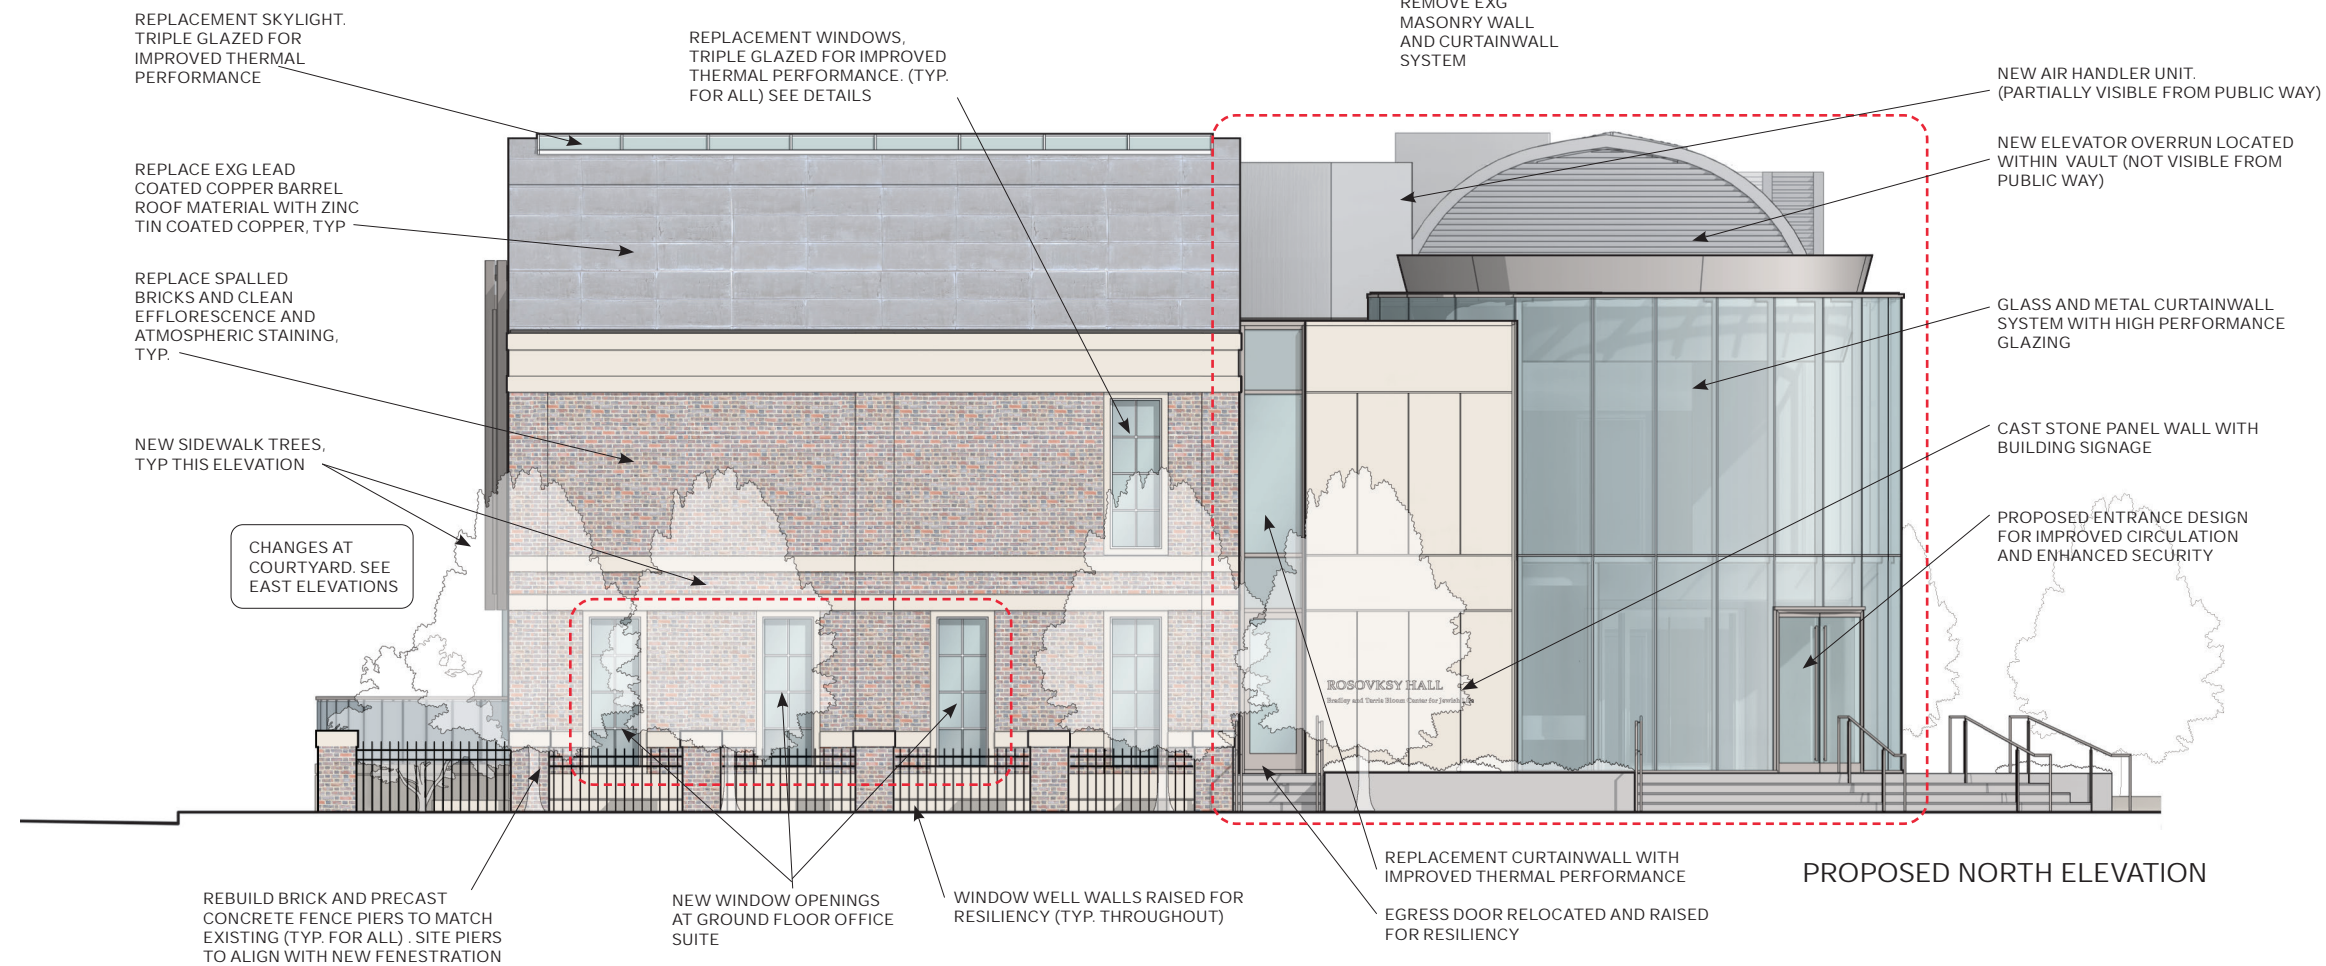 REPLACEMENT SKYLIGHT.
TRIPLE GLAZED FOR
IMPROVED THERMAL
PERFORMANCE
REPLACEMENT WINDOWS,
TRIPLE GLAZED FOR IMPROVED
THERMAL PERFORMANCE. (TYP.
FOR ALL) SEE DETAILS
REMOVE EXG
MASONRY WALL
AND CURTAINWALL
SYSTEM
NEW AIR HANDLER UNIT.
(PARTIALLY VISIBLE FROM PUBLIC WAY)
NEW ELEVATOR OVERRUN LOCATED
WITHIN VAULT (NOT VISIBLE FROM
PUBLIC WAY)
REPLACE EXG LEAD
COATED COPPER BARREL
ROOF MATERIAL WITH ZINC
TIN COATED COPPER, TYP
REPLACE SPALLED
BRICKS AND CLEAN
EFFLORESCENCE AND
ATMOSPHERIC STAINING,
TYP.
GLASS AND METAL CURTAINWALL
SYSTEM WITH HIGH PERFORMANCE
GLAZING
NEW SIDEWALK TREES,
TYP THIS ELEVATION
CAST STONE PANEL WALL WITH
BUILDING SIGNAGE
CHANGES AT
COURTYARD. SEE
EAST ELEVATIONS
PROPOSED ENTRANCE DESIGN
FOR IMPROVED CIRCULATION
AND ENHANCED SECURITY
ROSOVKSY HALL
Bradley and Terrie Bloom Center for Jewish Life
REPLACEMENT CURTAINWALL WITH
IMPROVED THERMAL PERFORMANCE
PROPOSED NORTH ELEVATION
REBUILD BRICK AND PRECAST
CONCRETE FENCE PIERS TO MATCH
EXISTING (TYP. FOR ALL) . SITE PIERS
TO ALIGN WITH NEW FENESTRATION
NEW WINDOW OPENINGS
AT GROUND FLOOR OFFICE
SUITE
WINDOW WELL WALLS RAISED FOR
RESILIENCY (TYP. THROUGHOUT)
EGRESS DOOR RELOCATED AND RAISED
FOR RESILIENCY